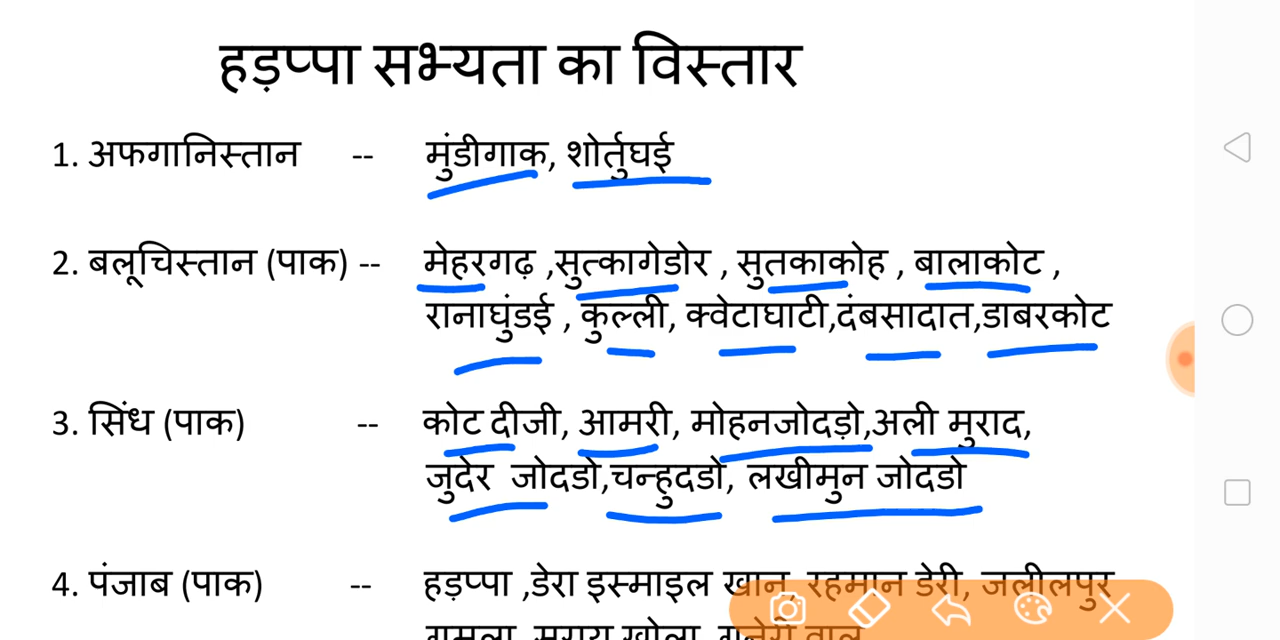 हड़प्पा सभ्यता का विस्तार
1. अफगानिस्तान -- मुंडीगाक, शोर्तुघई
2. बलूचिस्तान (पाक) -- मेहरगढ़ ,सुत्कागेडोर , सुतकाकोह , बालाकोट ,
रानाघुंडई , कुल्ली, क्वेटाघाटी,दंबसादात,डाबरकोट
3. सिंध (पाक) -- कोट दीजी, आमरी, मोहनजोदड़ो,अली मुराद,
जुदेर जोदडो,चन्हुदडो, लखीमुन जोदडो
4. पंजाब (पाक) -- हड़प्पा ,डेरा इस्माइल खान, रहमान डेरी, जलीलपुर